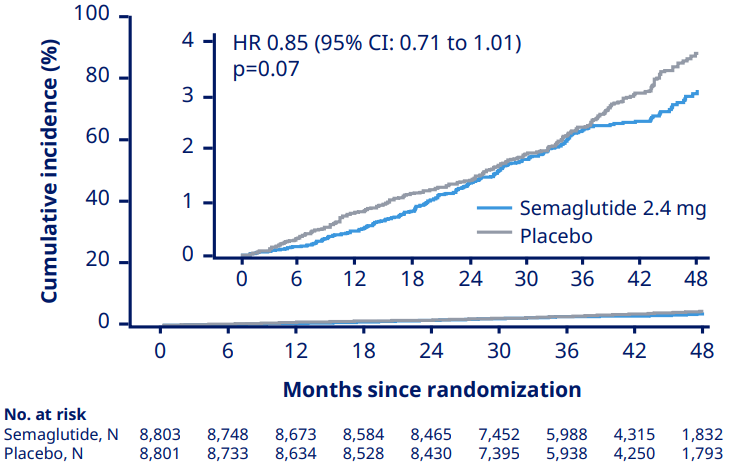 Cumulative incidence (%)
100
80
60
40
20
0
4
3
2
1
0
HR 0.85 (95% CI: 0.71 to 1.01)
p=0.07
Semaglutide 2.4 mg
Placebo
0 6 12 18 24 30 36 42 48
0 6 12 18 24 30 36 42 48
Months since randomization
No. at risk
Semaglutide, N 8,803 8,748 8,673 8,584 8,465 7,452 5,988 4,315 1,832
Placebo, N 8,801 8,733 8,634 8,528 8,430 7,395 5,938 4,250 1,793